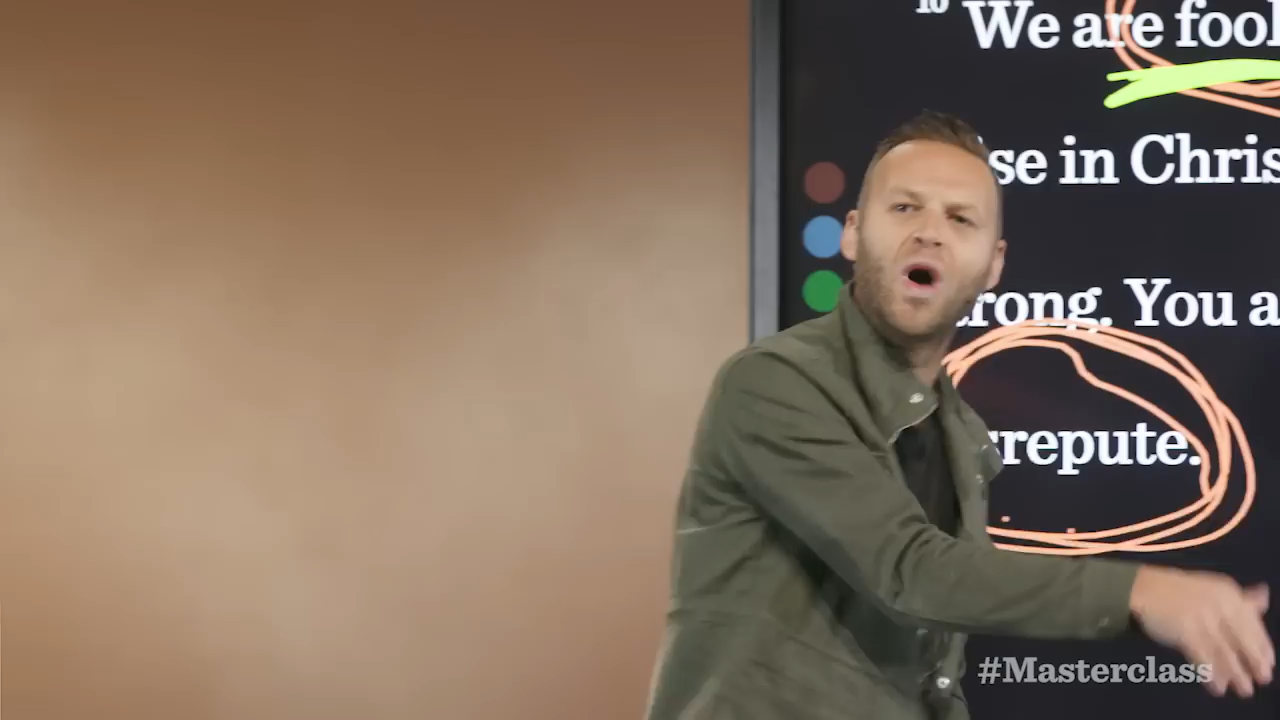 10 We are fool
se in Chris
rong. You a
repute.
#Masterclass